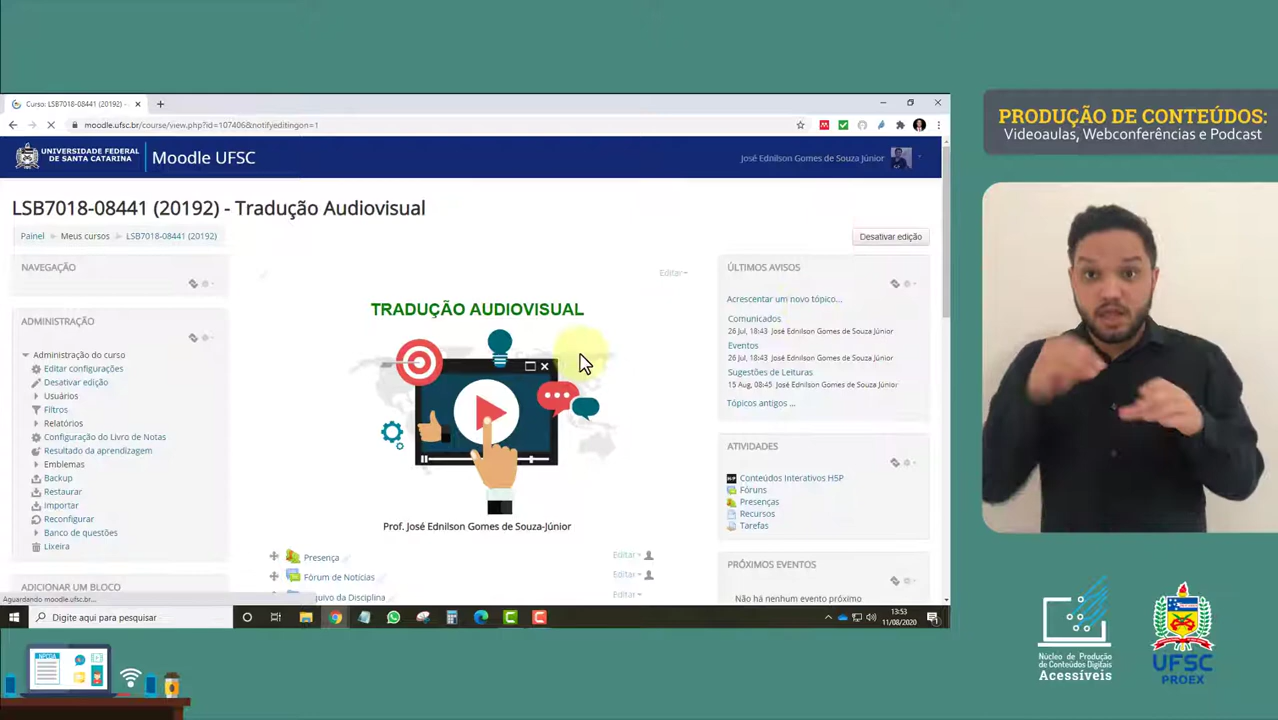 Curso: LSB7018-08441 (20192) -
moodle.ufsc.br/course/view.php?id=107406&notifyeditingon=1
UNIVERSIDADE FEDERAL
DE SANTA CATARINA
Moodle UFSC
José Ednilson Gomes de Souza Júnior
LSB7018-08441 (20192) - Tradução Audiovisual
Painel
Meus cursos
LSB7018-08441 (20192)
Desativar edição
NAVEGAÇÃO
ADMINISTRAÇÃO
Administração do curso
Editar configurações
Desativar edição
Usuários
Filtros
Relatórios
Configuração do Livro de Notas
Resultado da aprendizagem
Emblemas
Backup
Restaurar
Importar
Reconfigurar
Banco de questões
Lixeira
ADICIONAR UM BLOCO
Aguardando moodle.ufsc.br...
Editar
TRADUÇÃO AUDIOVISUAL
Prof. José Ednilson Gomes de Souza-Júnior
Presença
Editar
Fórum de Notícias
Editar
quivo da Disciplina
Editar
ÚLTIMOS AVISOS
Acrescentar um novo tópico...
Comunicados
26 Jul, 18:43 José Ednilson Gomes de Souza Júnior
Eventos
26 Jul, 18:43 José Ednilson Gomes de Souza Júnior
Sugestões de Leituras
15 Aug, 08:45 José Ednilson Gomes de Souza Júnior
Tópicos antigos ...
ATIVIDADES
H5P
Conteúdos Interativos H5P
Fóruns
Presenças
Recursos
Tarefas
PRÓXIMOS EVENTOS
Não há nenhum evento próximo
Digite aqui para pesquisar
13:53
11/08/2020
PRODUÇÃO DE CONTEÚDOS:
Videoaulas, Webconferências e Podcast
Núcleo de Produção
de Conteúdos Digitais
Acessíveis
UFSC
PROEX